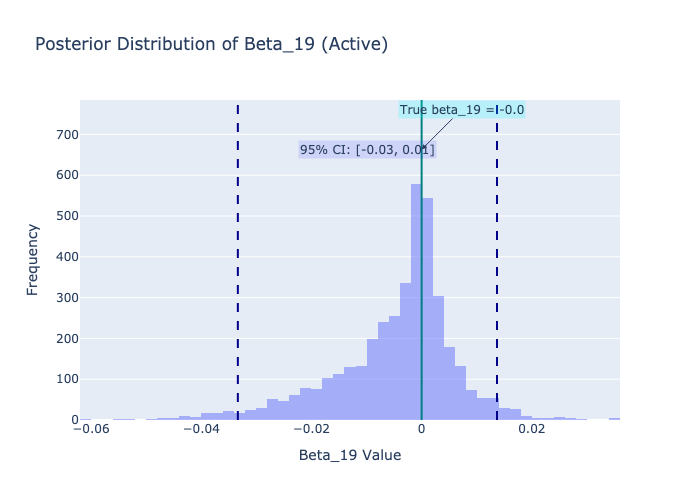 Posterior Distribution of Beta_19 (Active)
True beta_19 = -0.0
95% CI: [-0.03, 0.01]
700
600
500
400
300
200
100
0
Frequency
−0.06
−0.04
−0.02
0
0.02
Beta_19 Value